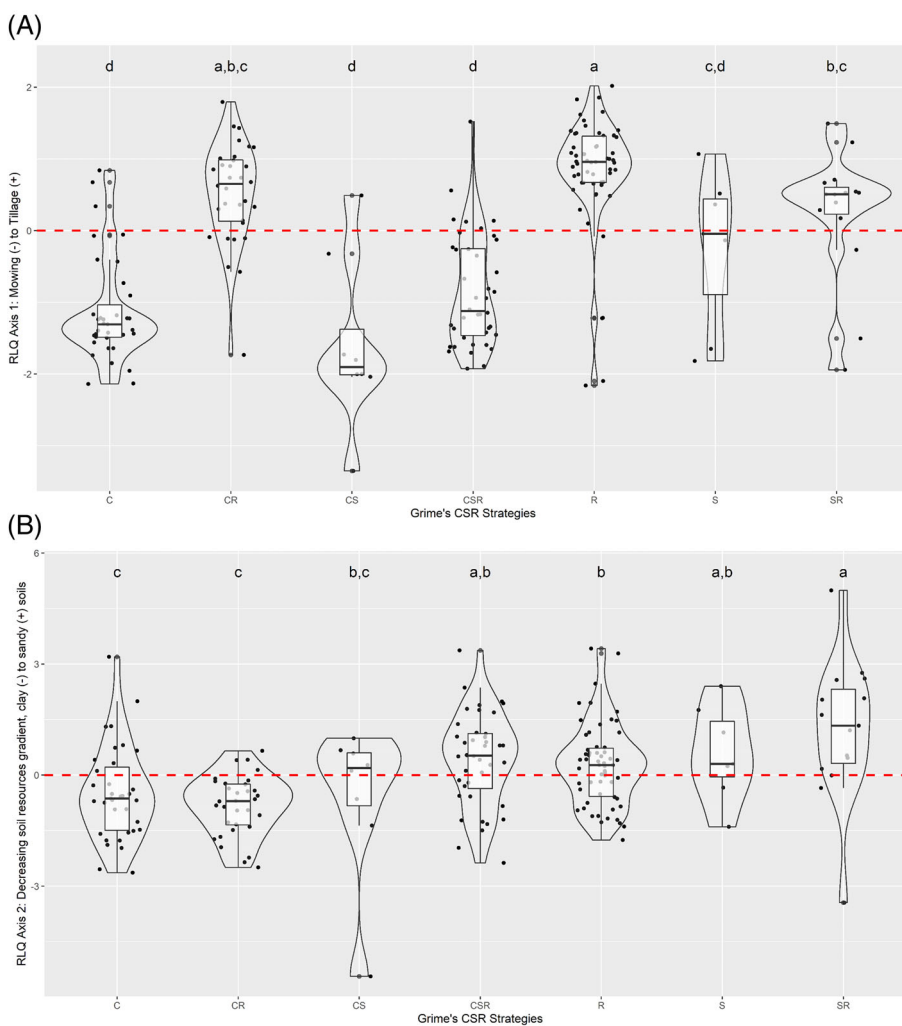 (A)
d a,b,c d d a c,d b,c
2
0
-2
RLQ Axis 1: Mowing (-) to Tillage (+)
C CR CS CSR R S SR
Grime's CSR Strategies
(B)
c c b,c a,b b a,b a
6
3
0
-3
RLQ Axis 2: Decreasing soil resources gradient, clay (-) to sandy (+) soils
C CR CS CSR R S SR
Grime's CSR Strategies